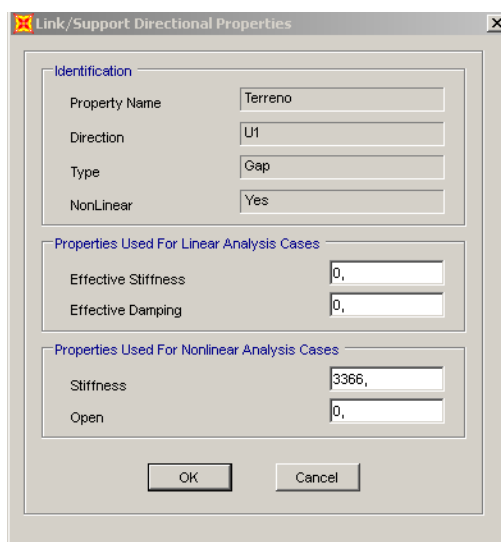 Link/Support Directional Properties
Identification
Property Name Terreno
Direction U1
Type Gap
NonLinear Yes
Properties Used For Linear Analysis Cases
Effective Stiffness 0,
Effective Damping 0,
Properties Used For Nonlinear Analysis Cases
Stiffness 3366,
Open 0,
OK Cancel